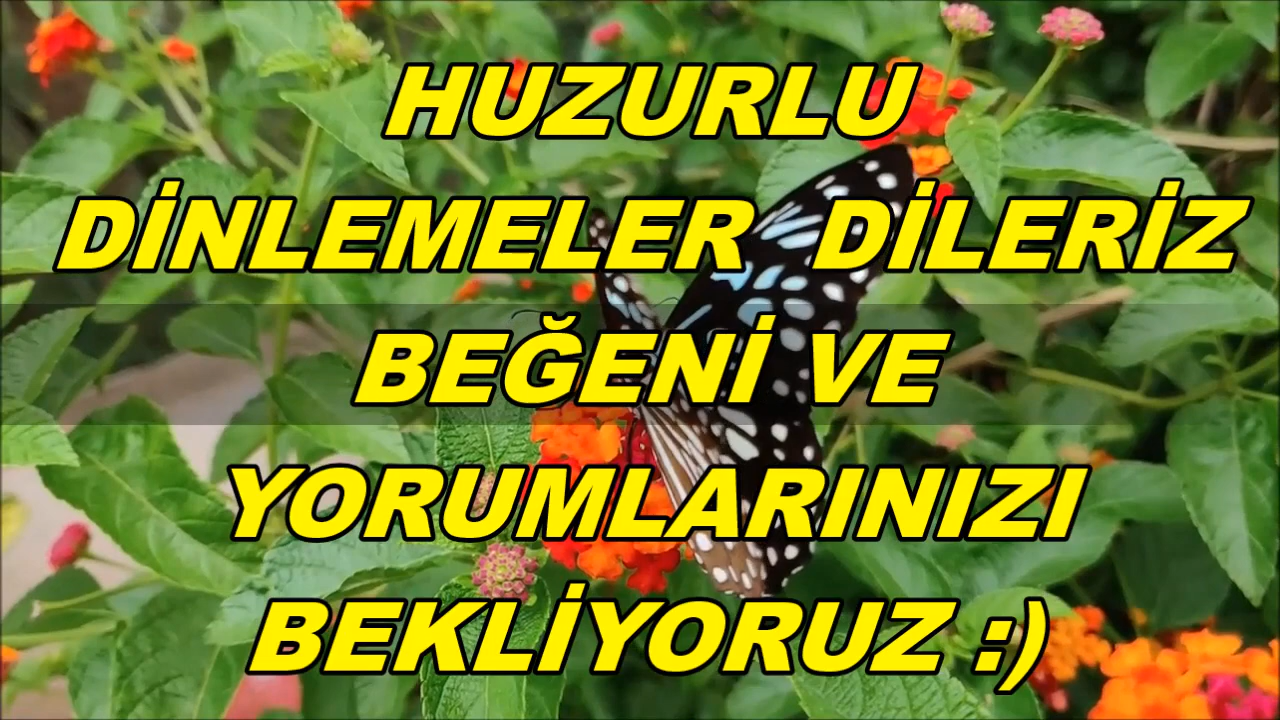 HUZURLU
DİNLEMELER DİLERİZ
BEĞENİ VE
YORUMLARINIZI
BEKLİYORUZ :)